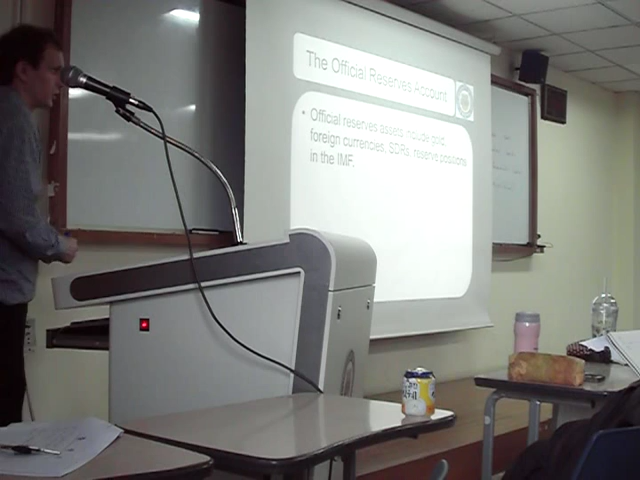 The Official Reserves Account
• Official reserves assets include gold,
foreign currencies, SDRs, reserve positions
in the IMF.